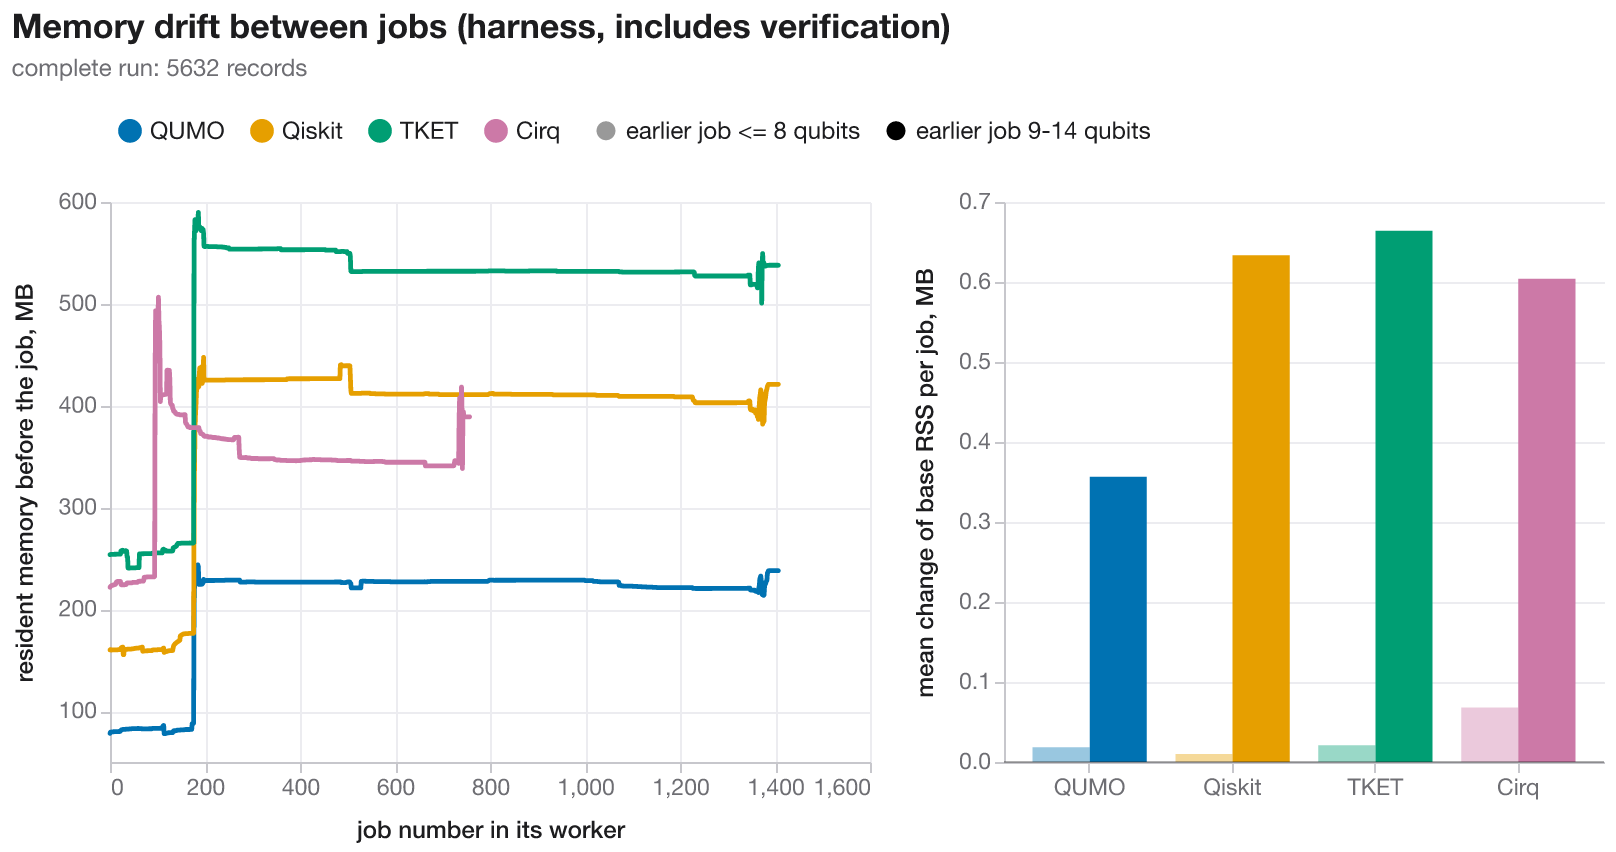 Memory drift between jobs (harness, includes verification)
complete run: 5632 records
QUMO Qiskit TKET Cirq earlier job <= 8 qubits earlier job 9-14 qubits
resident memory before the job, MB
600
500
400
300
200
100
0 200 400 600 800 1,000 1,200 1,400 1,600
job number in its worker
mean change of base RSS per job, MB
0.7
0.6
0.5
0.4
0.3
0.2
0.1
0.0
QUMO Qiskit TKET Cirq